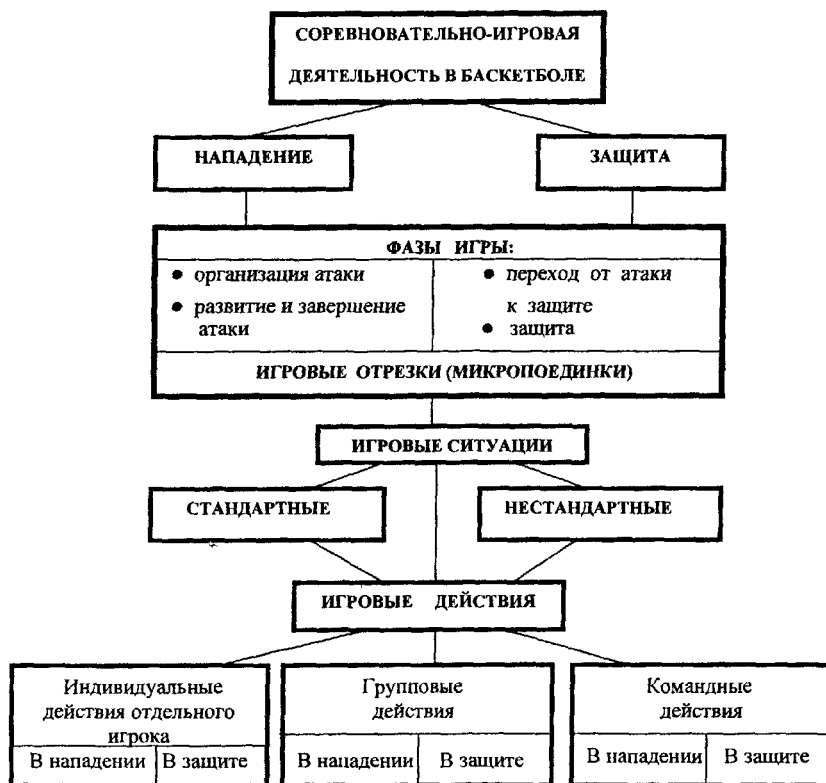 СОРЕВНОВАТЕЛЬНО-ИГРОВАЯ
ДЕЯТЕЛЬНОСТЬ В БАСКЕТБОЛЕ
НАПАДЕНИЕ
ЗАЩИТА
ФАЗЫ ИГРЫ:
• организация атаки
• развитие и завершение
атаки
• переход от атаки
к защите
• защита
ИГРОВЫЕ ОТРЕЗКИ (МИКРОПОЕДИНКИ)
ИГРОВЫЕ СИТУАЦИИ
СТАНДАРТНЫЕ
НЕСТАНДАРТНЫЕ
ИГРОВЫЕ ДЕЙСТВИЯ
Индивидуальные
действия отдельного
игрока
В нападении
В защите
Групповые
действия
В нападении
В защите
Командные
действия
В нападении
В защите